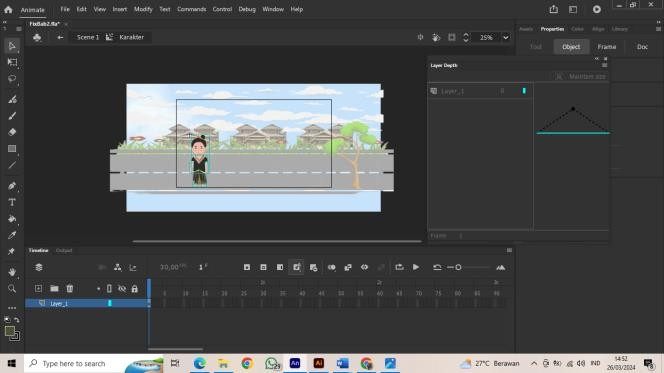 Animate
File Edit View Insert Modify Text Commands Control Debug Window Help
FixBab2.fla*
Scene 1 Karakter
25%
Assets Properties Color Align Library
Tool Object Frame Doc
Layer Depth
Maintain size
Layer_1 0
Frame 1
Timeline Output
30,00 FPS 1 F
1s 2s 3s
5 10 15 20 25 30 35 40 45 50 55 60 65 70 75 80 85 90
Layer_1
Type here to search
27°C Berawan
IND
14:52
26/03/2024